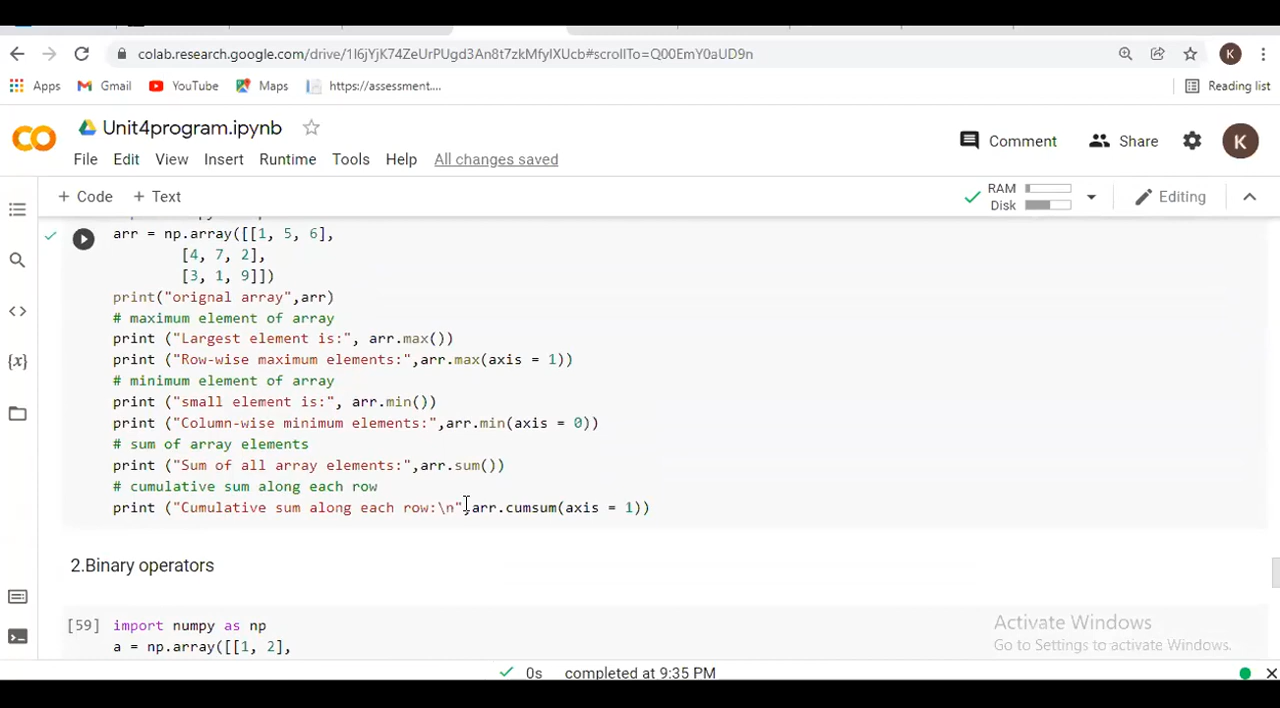 colab.research.google.com/drive/1I6jYjK74ZeUrPUgd3An8t7zkMfyIXUcb#scrollTo=Q00EmY0aUD9n
K
Apps
Gmail
YouTube
Maps
https://assessment....
Reading list
CO
Unit4program.ipynb
Comment
Share
K
File Edit View Insert Runtime Tools Help All changes saved
+ Code + Text
RAM
Disk
Editing
arr = np.array([[1, 5, 6],
[4, 7, 2],
[3, 1, 9]])
print("orignal array",arr)
# maximum element of array
print ("Largest element is:", arr.max())
print ("Row-wise maximum elements:",arr.max(axis = 1))
# minimum element of array
print ("small element is:", arr.min())
print ("Column-wise minimum elements:",arr.min(axis = 0))
# sum of array elements
print ("Sum of all array elements:",arr.sum())
# cumulative sum along each row
print ("Cumulative sum along each row:\n",arr.cumsum(axis = 1))
2.Binary operators
[59] import numpy as np
a = np.array([[1, 2],
Activate Windows
Go to Settings to activate Windows.
0s completed at 9:35 PM